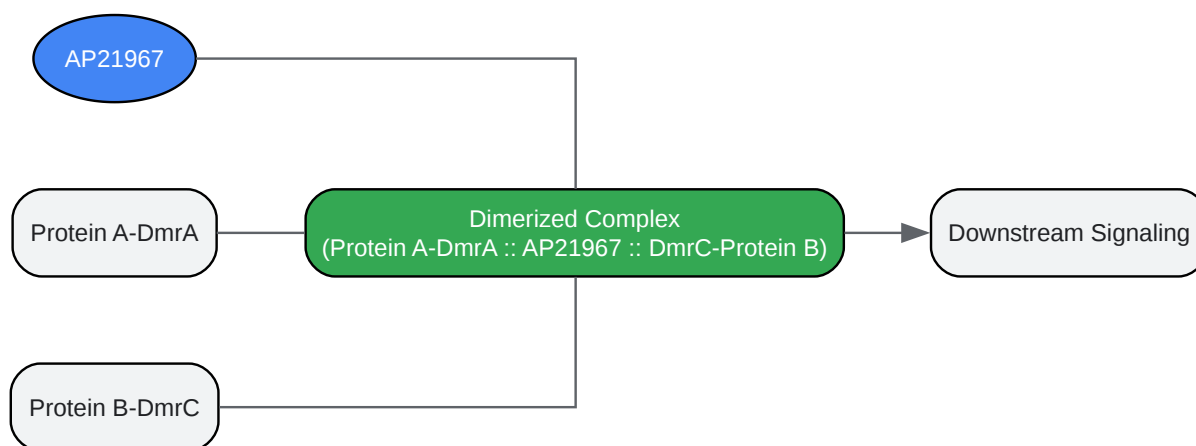 AP21967
Protein A-DmrA
Dimerized Complex
(Protein A-DmrA :: AP21967 :: DmrC-Protein B)
Downstream Signaling
Protein B-DmrC